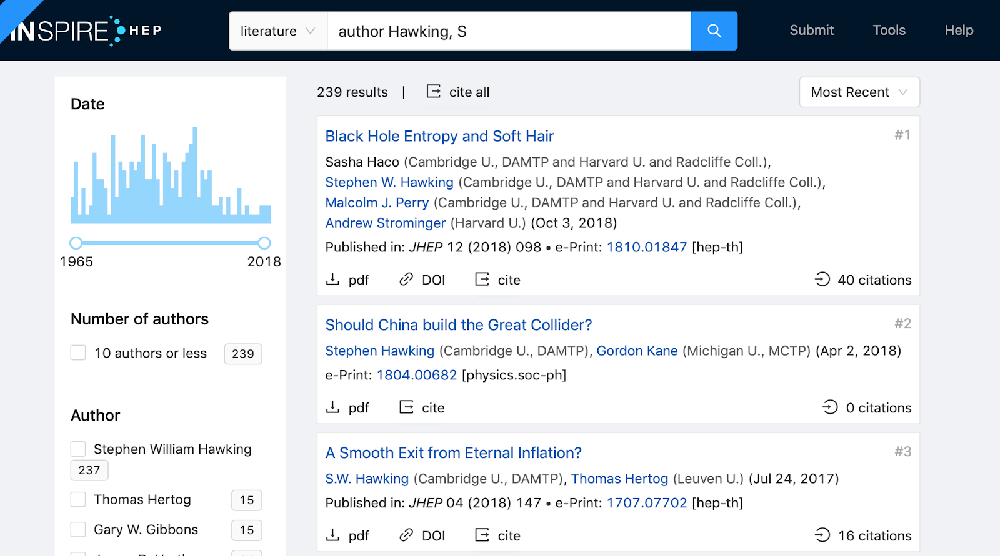 INSPIRE HEP
literature
author Hawking, S
Submit
Tools
Help
Date
1965
2018
Number of authors
10 authors or less 239
Author
Stephen William Hawking
237
Thomas Hertog 15
Gary W. Gibbons 15
239 results | cite all
Most Recent
Black Hole Entropy and Soft Hair #1
Sasha Haco (Cambridge U., DAMTP and Harvard U. and Radcliffe Coll.),
Stephen W. Hawking (Cambridge U., DAMTP and Harvard U. and Radcliffe Coll.),
Malcolm J. Perry (Cambridge U., DAMTP and Harvard U. and Radcliffe Coll.),
Andrew Strominger (Harvard U.) (Oct 3, 2018)
Published in: JHEP 12 (2018) 098 • e-Print: 1810.01847 [hep-th]
pdf DOI cite 40 citations
Should China build the Great Collider? #2
Stephen Hawking (Cambridge U., DAMTP), Gordon Kane (Michigan U., MCTP) (Apr 2, 2018)
e-Print: 1804.00682 [physics.soc-ph]
pdf cite 0 citations
A Smooth Exit from Eternal Inflation? #3
S.W. Hawking (Cambridge U., DAMTP), Thomas Hertog (Leuven U.) (Jul 24, 2017)
Published in: JHEP 04 (2018) 147 • e-Print: 1707.07702 [hep-th]
pdf DOI cite 16 citations